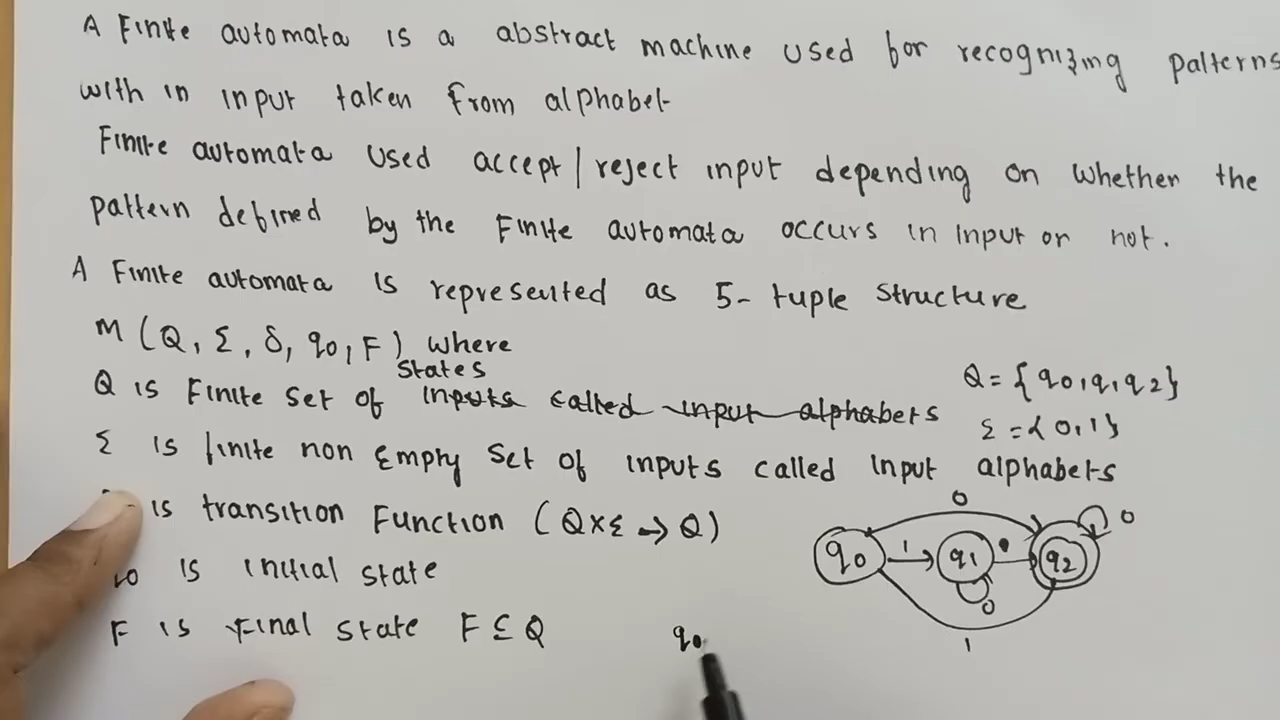 A Finite automata is a abstract machine used for recognizing patterns
with in input taken from alphabet
Finite automata used accept/reject input depending on whether the
pattern defined by the Finite automata occurs in input or not.
A Finite automata is represented as 5-tuple structure
M (Q, Σ, δ, q0, F) where
states
Q is Finite set of inputs called input alphabets
Q = {q0, q, q2}
Σ = {0,1}
Σ is finite non Empty set of inputs called input alphabets
is transition Function (Q×Σ → Q)
q0 is initial state
F is Final state F ⊆ Q
0
0
q0 1 q1 q2
0
1
q0